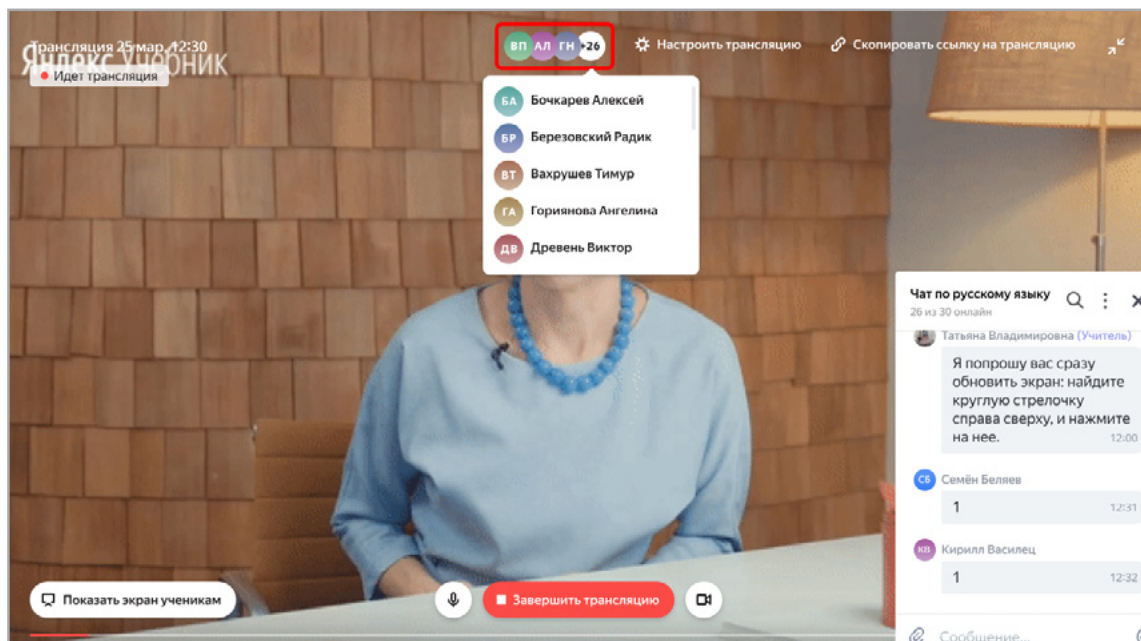 Трансляция 25 мар, 12:30
Яндекс Учебник
Идет трансляция
ВП АЛ ГН +26
Настроить трансляцию
Скопировать ссылку на трансляцию
БА Бочкарев Алексей
БР Березовский Радик
ВТ Вахрушев Тимур
ГА Гориянова Ангелина
ДВ Древень Виктор
Чат по русскому языку
26 из 30 онлайн
Татьяна Владимировна (Учитель)
Я попрошу вас сразу
обновить экран: найдите
круглую стрелочку
справа сверху, и нажмите
на нее. 12:00
СБ Семён Беляев
1 12:31
КВ Кирилл Василец
1 12:32
Сообщение...
Показать экран ученикам
Завершить трансляцию